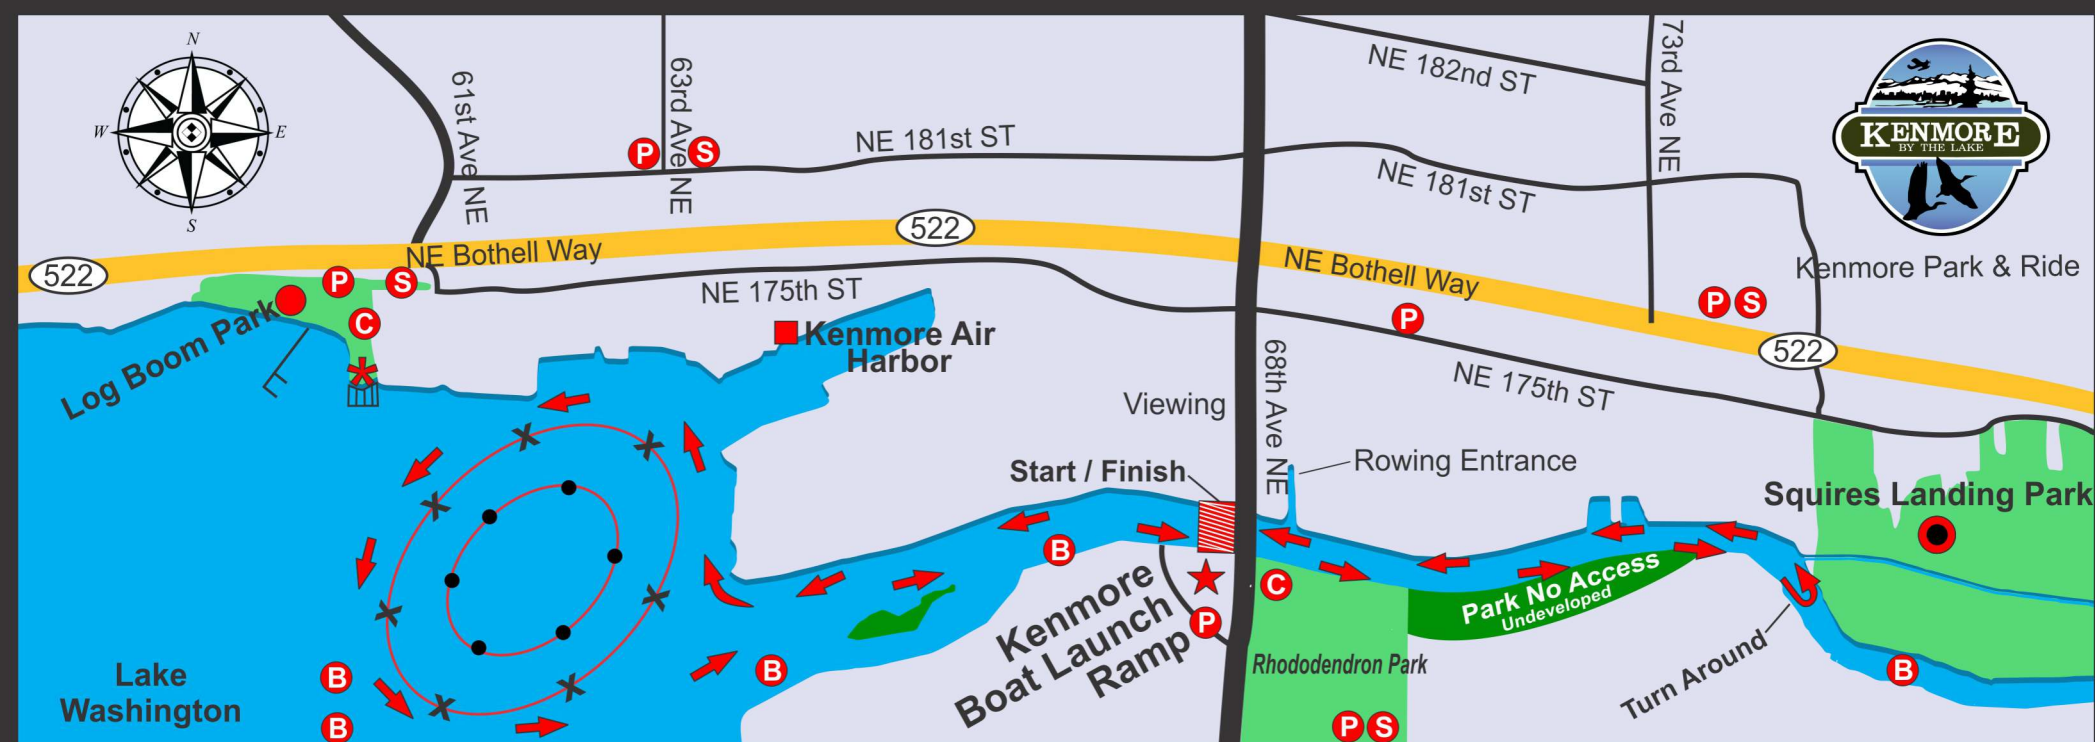 N
W
E
S
61st Ave NE
63rd Ave NE
P
S
NE 181st ST
NE 182nd ST
73rd Ave NE
NE 181st ST
KENMORE
BY THE LAKE
Kenmore Park & Ride
522
NE Bothell Way
522
NE Bothell Way
P
S
522
P
S
C
Log Boom Park
NE 175th ST
Kenmore Air
Harbor
P
NE 175th ST
68th Ave NE
Viewing
Start / Finish
Rowing Entrance
Squires Landing Park
X
X
X
X
X
X
X
B
B
B
B
Lake
Washington
Kenmore
Boat Launch
Ramp
P
C
Park No Access
Undeveloped
Rhododendron Park
P
S
Turn Around
B